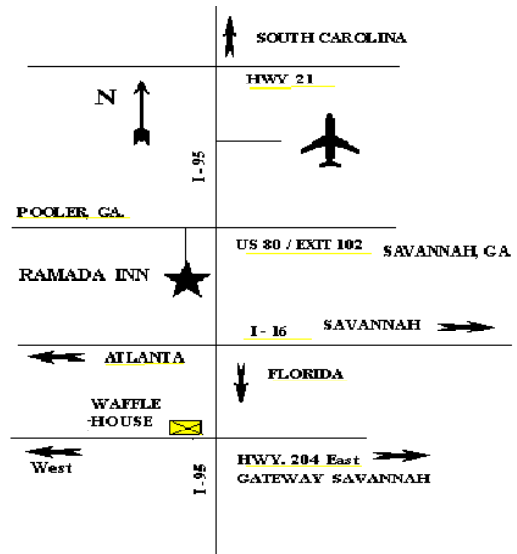 SOUTH CAROLINA
HWY 21
N
I-95
POOLER, GA.
US 80 / EXIT 102
SAVANNAH, GA
RAMADA INN
I - 16
SAVANNAH
ATLANTA
FLORIDA
WAFFLE
HOUSE
West
I-95
HWY. 204 East
GATEWAY SAVANNAH